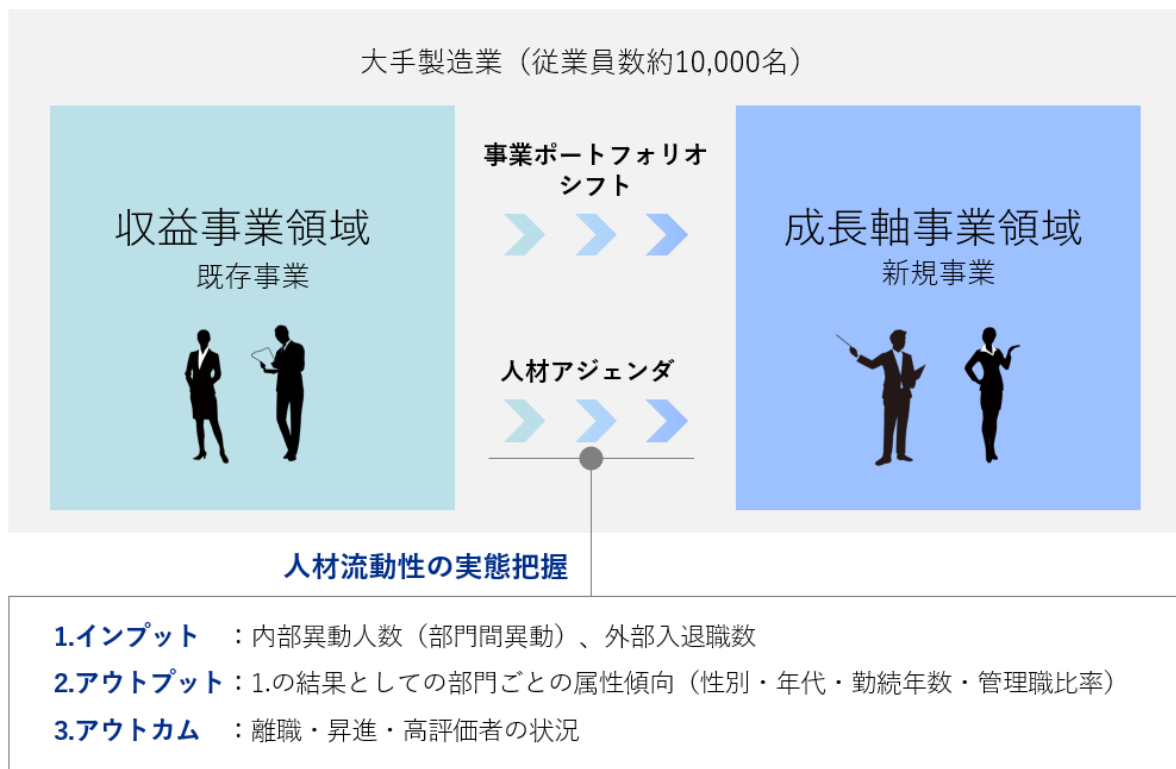 大手製造業（従業員数約10,000名）
収益事業領域
既存事業
事業ポートフォリオ
シフト
人材アジェンダ
成長軸事業領域
新規事業
人材流動性の実態把握
1.インプット ：内部異動人数（部門間異動）、外部入退職数
2.アウトプット：1.の結果としての部門ごとの属性傾向（性別・年代・勤続年数・管理職比率）
3.アウトカム ：離職・昇進・高評価者の状況